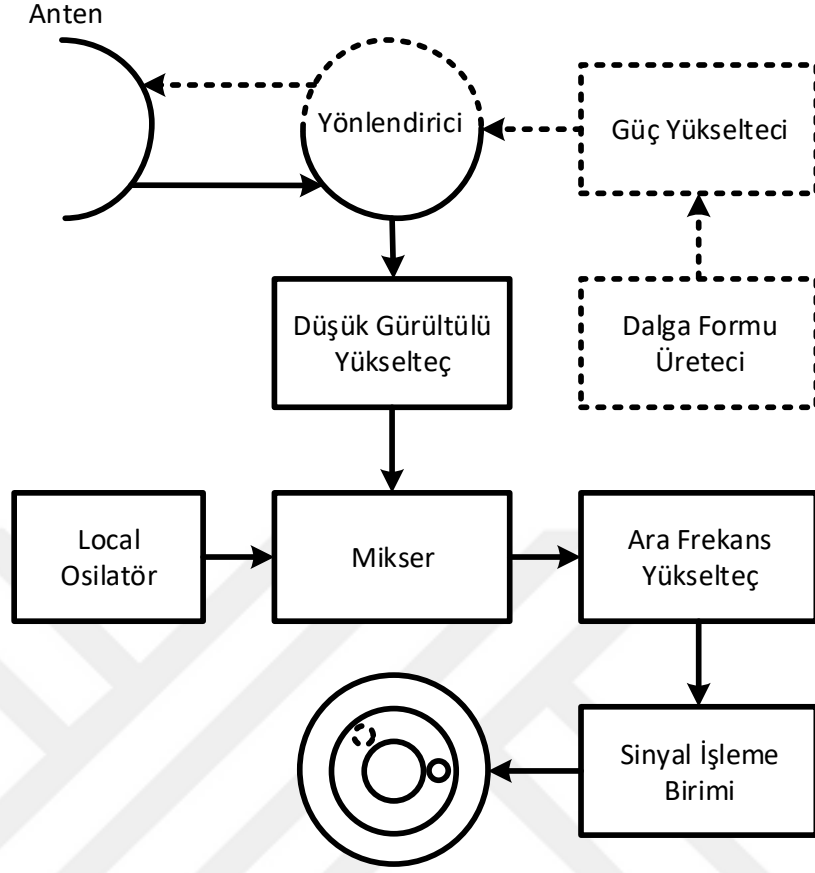 Anten
Yönlendirici
Güç Yükselteci
Düşük Gürültülü
Yükselteç
Dalga Formu
Üreteci
Local
Osilatör
Mikser
Ara Frekans
Yükselteç
Sinyal İşleme
Birimi